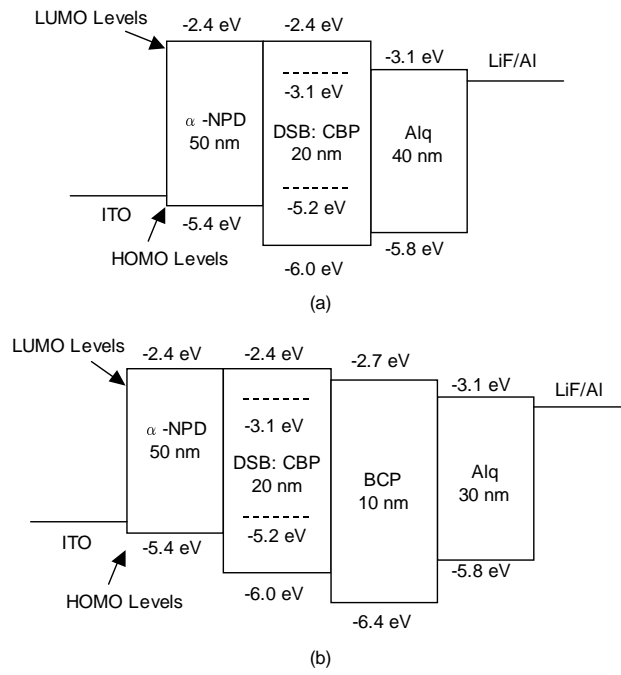 LUMO Levels
-2.4 eV
-2.4 eV
-3.1 eV
LiF/Al
-3.1 eV
α -NPD
50 nm
DSB: CBP
20 nm
Alq
40 nm
-5.2 eV
ITO
-5.4 eV
-5.8 eV
HOMO Levels
-6.0 eV
(a)
LUMO Levels
-2.4 eV
-2.4 eV
-2.7 eV
-3.1 eV
LiF/Al
-3.1 eV
α -NPD
50 nm
DSB: CBP
20 nm
BCP
10 nm
Alq
30 nm
-5.2 eV
ITO
-5.4 eV
-5.8 eV
HOMO Levels
-6.0 eV
-6.4 eV
(b)